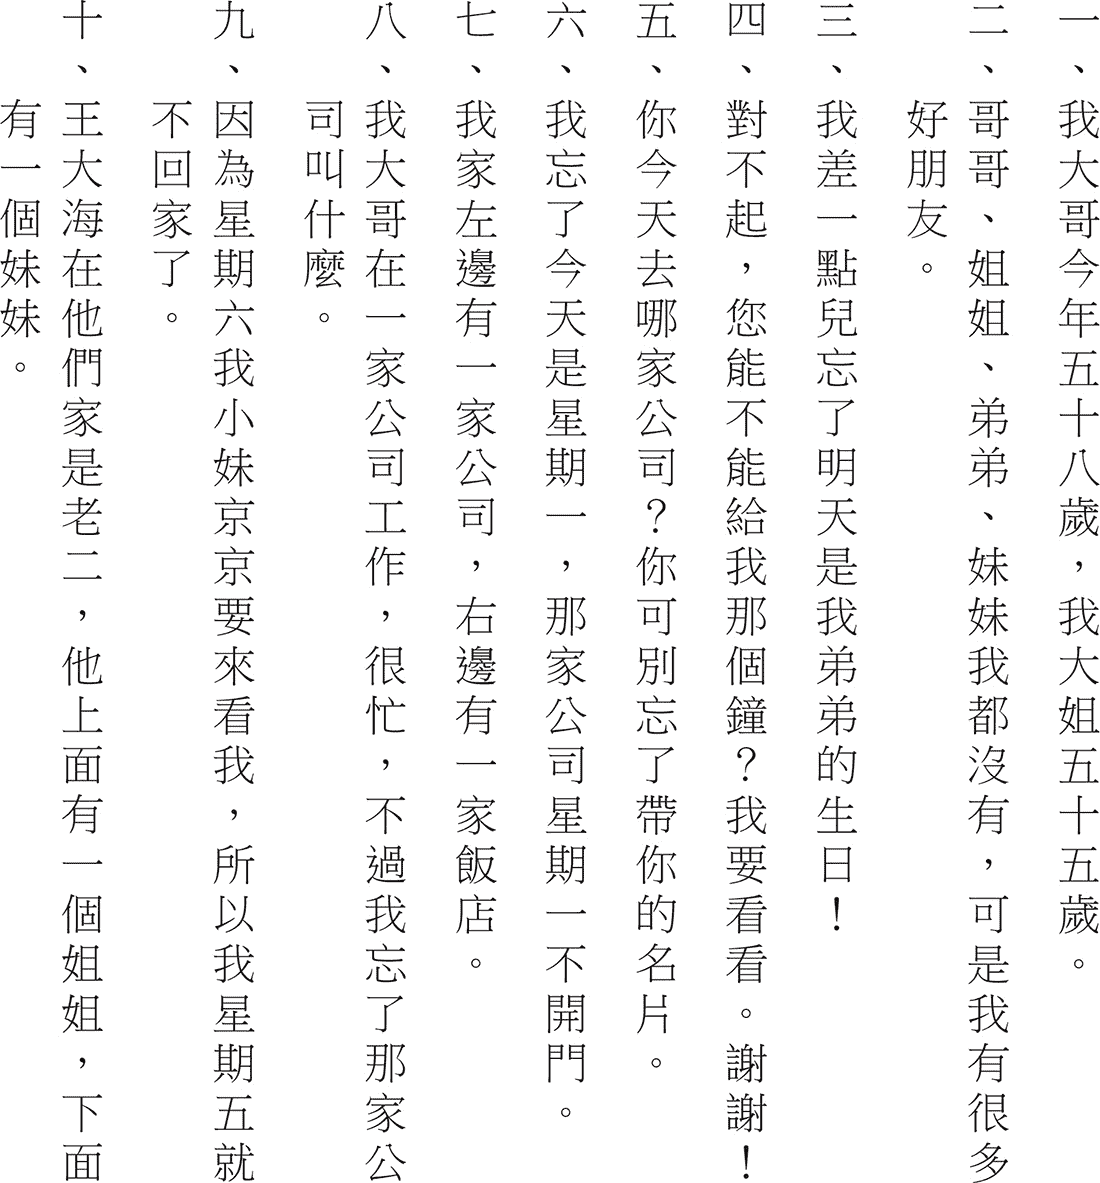 一、我大哥今年五十八歲，我大姐五十五歲。
二、哥哥、姐姐、弟弟、妹妹我都沒有，可是我有很多
好朋友。
三、我差一點兒忘了明天是我弟弟的生日！
四、對不起，您能不能給我那個鐘？我要看看。謝謝！
五、你今天去哪家公司？你可別忘了帶你的名片。
六、我忘了今天是星期一，那家公司星期一不開門。
七、我家左邊有一家公司，右邊有一家飯店。
八、我大哥在一家公司工作，很忙，不過我忘了那家公
司叫什麼。
九、因為星期六我小妹京京要來看我，所以我星期五就
不回家了。
十、王大海在他們家是老二，他上面有一個姐姐，下面
有一個妹妹。